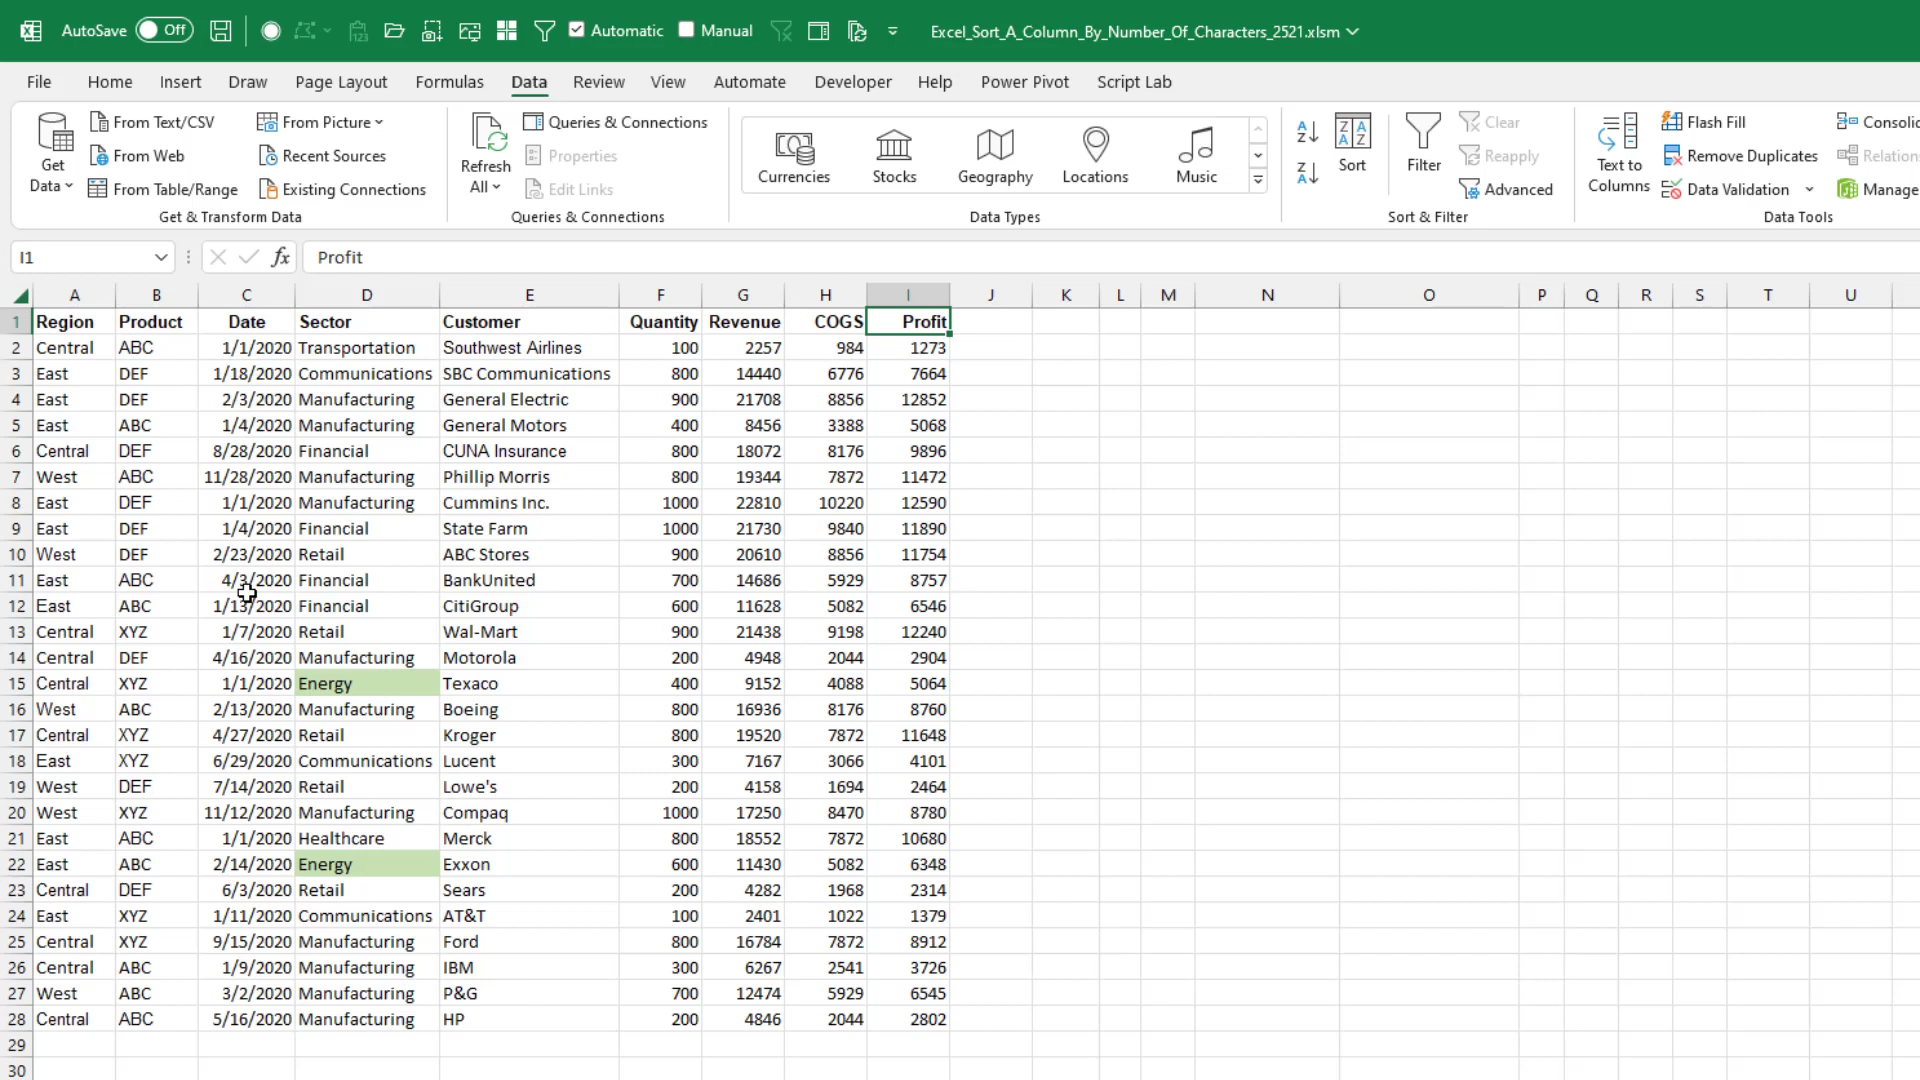 AutoSave Off Automatic Manual Excel_Sort_A_Column_By_Number_Of_Characters_2521.xlsm
File Home Insert Draw Page Layout Formulas Data Review View Automate Developer Help Power Pivot Script Lab
Get Data
From Text/CSV
From Web
From Table/Range
From Picture
Recent Sources
Existing Connections
Get & Transform Data
Refresh All
Queries & Connections
Properties
Edit Links
Queries & Connections
Currencies Stocks Geography Locations Music
Data Types
Sort
Filter
Clear
Reapply
Advanced
Sort & Filter
Text to Columns
Flash Fill
Remove Duplicates
Data Validation
Consolic
Relation
Manage
Data Tools
I1 fx Profit
A B C D E F G H I J K L M N O P Q R S T U
1 Region Product Date Sector Customer Quantity Revenue COGS Profit
2 Central ABC 1/1/2020 Transportation Southwest Airlines 100 2257 984 1273
3 East DEF 1/18/2020 Communications SBC Communications 800 14440 6776 7664
4 East DEF 2/3/2020 Manufacturing General Electric 900 21708 8856 12852
5 East ABC 1/4/2020 Manufacturing General Motors 400 8456 3388 5068
6 Central DEF 8/28/2020 Financial CUNA Insurance 800 18072 8176 9896
7 West ABC 11/28/2020 Manufacturing Phillip Morris 800 19344 7872 11472
8 East DEF 1/1/2020 Manufacturing Cummins Inc. 1000 22810 10220 12590
9 East DEF 1/4/2020 Financial State Farm 1000 21730 9840 11890
10 West DEF 2/23/2020 Retail ABC Stores 900 20610 8856 11754
11 East ABC 4/3/2020 Financial BankUnited 700 14686 5929 8757
12 East ABC 1/13/2020 Financial CitiGroup 600 11628 5082 6546
13 Central XYZ 1/7/2020 Retail Wal-Mart 900 21438 9198 12240
14 Central DEF 4/16/2020 Manufacturing Motorola 200 4948 2044 2904
15 Central XYZ 1/1/2020 Energy Texaco 400 9152 4088 5064
16 West ABC 2/13/2020 Manufacturing Boeing 800 16936 8176 8760
17 Central XYZ 4/27/2020 Retail Kroger 800 19520 7872 11648
18 East XYZ 6/29/2020 Communications Lucent 300 7167 3066 4101
19 West DEF 7/14/2020 Retail Lowe's 200 4158 1694 2464
20 West XYZ 11/12/2020 Manufacturing Compaq 1000 17250 8470 8780
21 East ABC 1/1/2020 Healthcare Merck 800 18552 7872 10680
22 East ABC 2/14/2020 Energy Exxon 600 11430 5082 6348
23 Central DEF 6/3/2020 Retail Sears 200 4282 1968 2314
24 East XYZ 1/11/2020 Communications AT&T 100 2401 1022 1379
25 Central XYZ 9/15/2020 Manufacturing Ford 800 16784 7872 8912
26 Central ABC 1/9/2020 Manufacturing IBM 300 6267 2541 3726
27 West ABC 3/2/2020 Manufacturing P&G 700 12474 5929 6545
28 Central ABC 5/16/2020 Manufacturing HP 200 4846 2044 2802
29
30